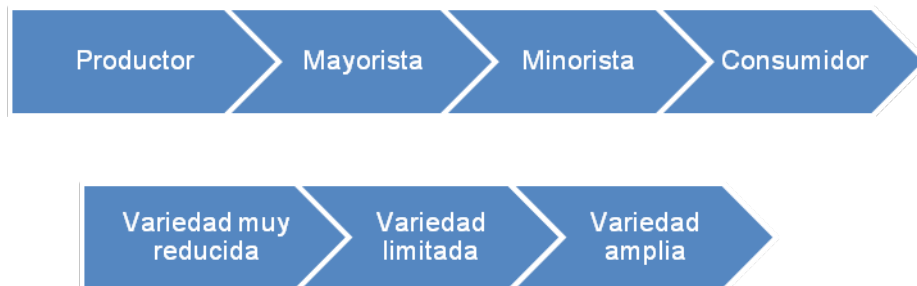 Productor
Mayorista
Minorista
Consumidor
Variedad muy
reducida
Variedad
limitada
Variedad
amplia